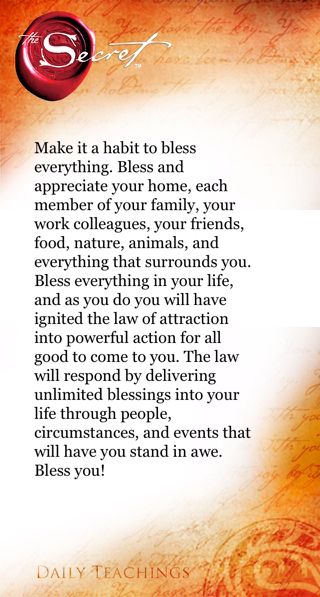 the Secret™
Make it a habit to bless
everything. Bless and
appreciate your home, each
member of your family, your
work colleagues, your friends,
food, nature, animals, and
everything that surrounds you.
Bless everything in your life,
and as you do you will have
ignited the law of attraction
into powerful action for all
good to come to you. The law
will respond by delivering
unlimited blessings into your
life through people,
circumstances, and events that
will have you stand in awe.
Bless you!
DAILY TEACHINGS